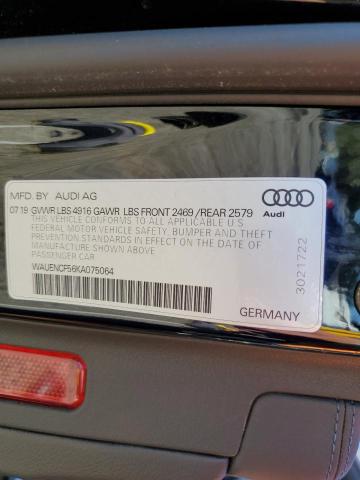 MFD. BY AUDI AG
07 19 GVWR LBS 4916 GAWR LBS FRONT 2469 / REAR 2579
THIS VEHICLE CONFORMS TO ALL APPLICABLE
FEDERAL MOTOR VEHICLE SAFETY, BUMPER AND THEFT
PREVENTION STANDARDS IN EFFECT ON THE DATE OF
MANUFACTURE SHOWN ABOVE
PASSENGER CAR
WAUENCF56KA075064
Audi
3021722
GERMANY